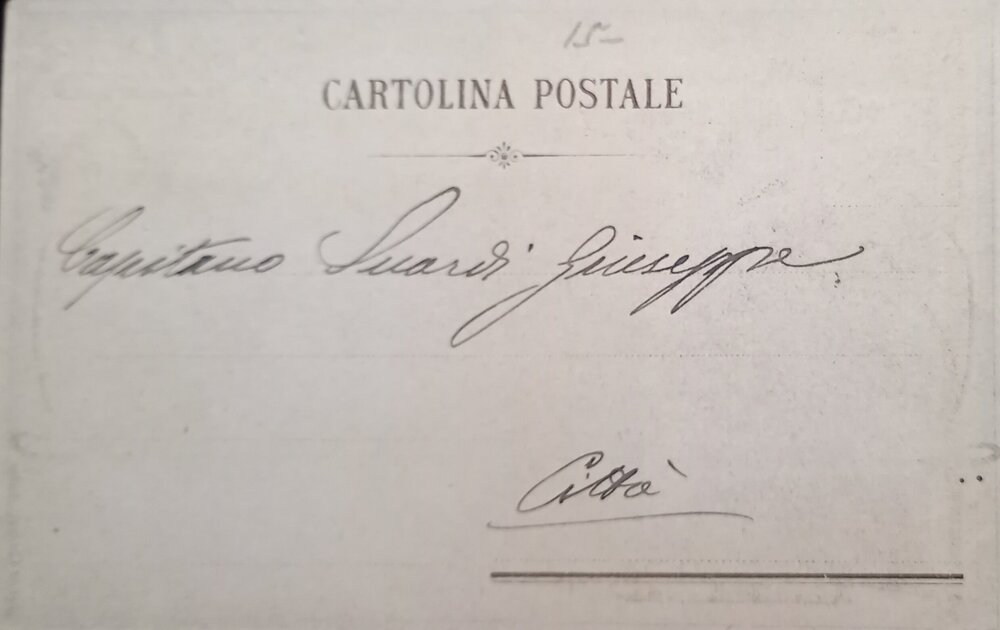 15-
CARTOLINA POSTALE
Capitano Suardi Giuseppe
Città